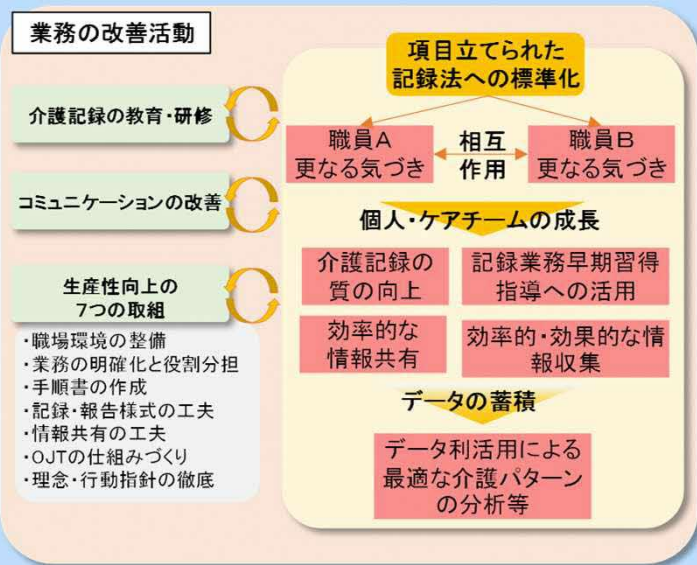 業務の改善活動
介護記録の教育・研修
コミュニケーションの改善
生産性向上の
7つの取組
・職場環境の整備
・業務の明確化と役割分担
・手順書の作成
・記録・報告様式の工夫
・情報共有の工夫
・OJTの仕組みづくり
・理念・行動指針の徹底
項目立てられた
記録法への標準化
職員A
更なる気づき
相互
作用
職員B
更なる気づき
個人・ケアチームの成長
介護記録の
質の向上
記録業務早期習得
指導への活用
効率的な
情報共有
効率的・効果的な情
報収集
データの蓄積
データ利活用による
最適な介護パターン
の分析等